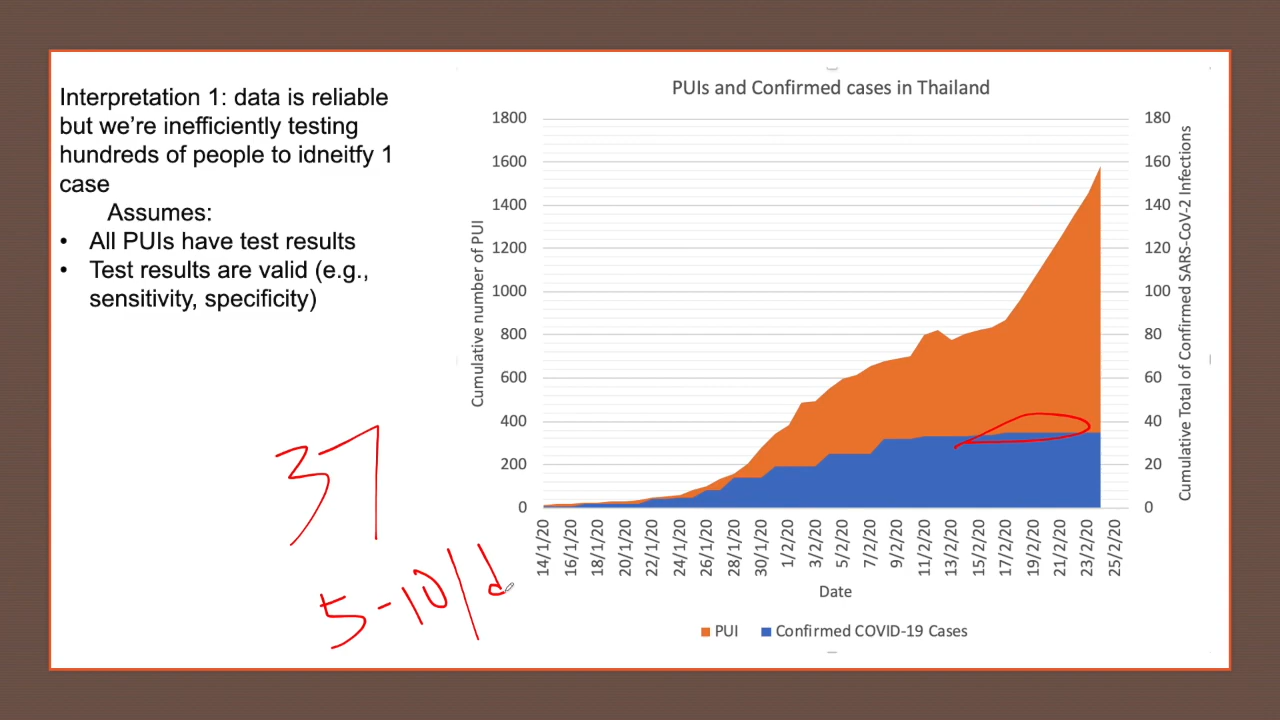 Interpretation 1: data is reliable
but we're inefficiently testing
hundreds of people to idneitfy 1
case
Assumes:
• All PUIs have test results
• Test results are valid (e.g.,
sensitivity, specificity)
37
5-10/d
PUIs and Confirmed cases in Thailand
Cumulative number of PUI
1800
1600
1400
1200
1000
800
600
400
200
0
180
160
140
120
100
80
60
40
20
0
Cumulative Total of Confirmed SARS-CoV-2 Infections
14/1/20
16/1/20
18/1/20
20/1/20
22/1/20
24/1/20
26/1/20
28/1/20
30/1/20
1/2/20
3/2/20
5/2/20
7/2/20
9/2/20
11/2/20
13/2/20
15/2/20
17/2/20
19/2/20
21/2/20
23/2/20
25/2/20
Date
PUI
Confirmed COVID-19 Cases